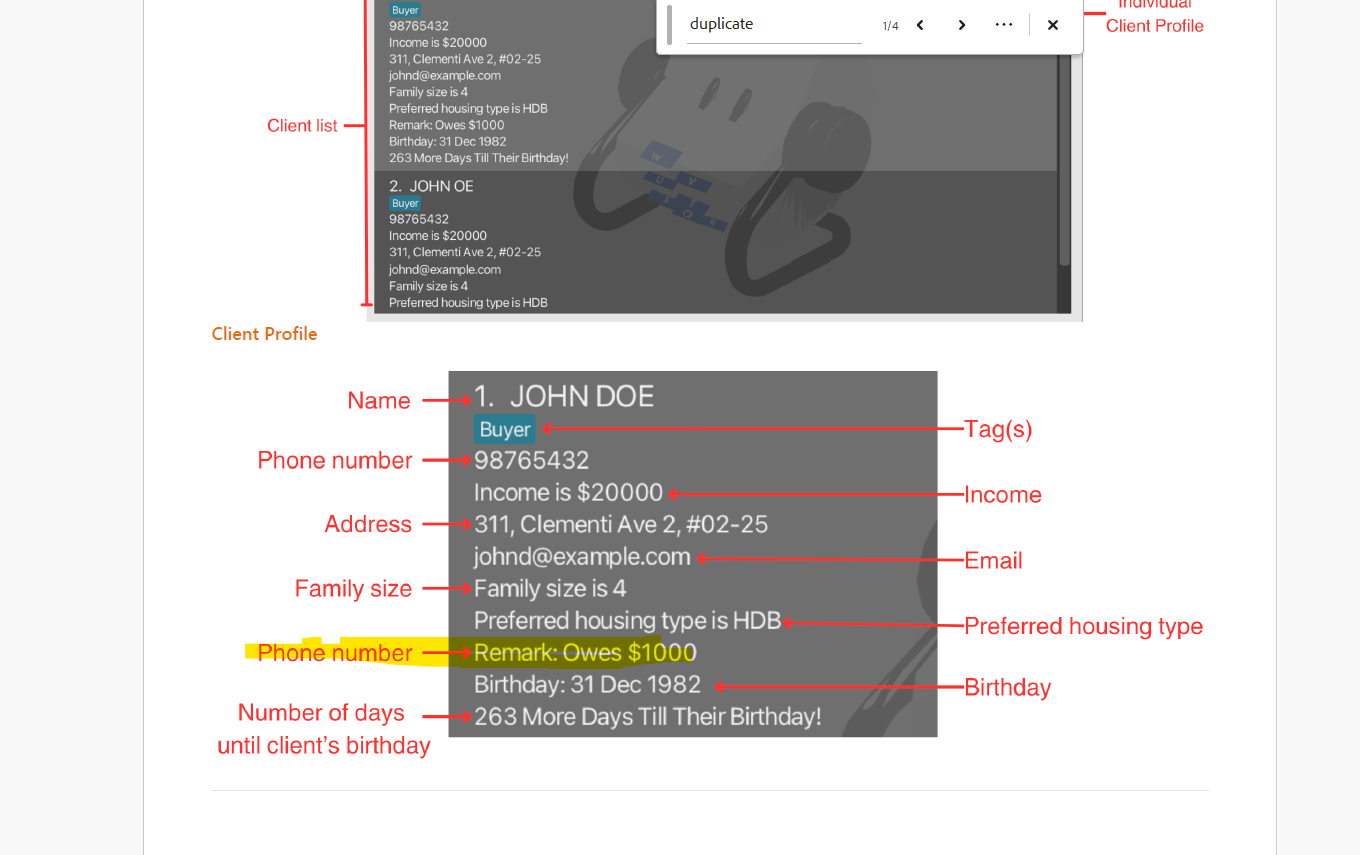 Buyer
98765432
Income is $20000
311, Clementi Ave 2, #02-25
johnd@example.com
Family size is 4
Preferred housing type is HDB
Remark: Owes $1000
Birthday: 31 Dec 1982
263 More Days Till Their Birthday!
duplicate
1/4
Individual
Client Profile
Client list
W
V
U
T
S
O
R
2. JOHN OE
Buyer
98765432
Income is $20000
311, Clementi Ave 2, #02-25
johnd@example.com
Family size is 4
Preferred housing type is HDB
Client Profile
Name
1. JOHN DOE
Buyer
Tag(s)
Phone number
98765432
Income is $20000
Income
Address
311, Clementi Ave 2, #02-25
johnd@example.com
Email
Family size
Family size is 4
Preferred housing type is HDB
Preferred housing type
Phone number
Remark: Owes $1000
Birthday: 31 Dec 1982
Birthday
Number of days
until client's birthday
263 More Days Till Their Birthday!